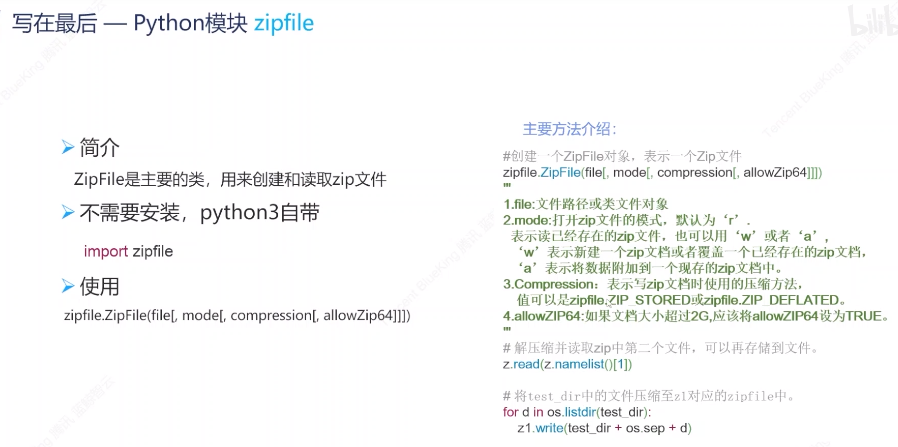 写在最后 — Python模块 zipfile
bilib
简介
ZipFile是主要的类，用来创建和读取zip文件
不需要安装，python3自带
import zipfile
使用
zipfile.ZipFile(file[, mode[, compression[, allowZip64]]])
主要方法介绍：
#创建一个ZipFile对象，表示一个Zip文件
zipfile.ZipFile(file[, mode[, compression[, allowZip64]]])
'''
1.file:文件路径或类文件对象
2.mode:打开zip文件的模式，默认为‘r’.
表示读已经存在的zip文件，也可以用‘w’或者‘a’,
‘w’表示新建一个zip文档或者覆盖一个已经存在的zip文档，
‘a’表示将数据附加到一个现存的zip文档中。
3.Compression：表示写zip文档时使用的压缩方法，
值可以是zipfile.ZIP_STORED或zipfile.ZIP_DEFLATED。
4.allowZIP64:如果文档大小超过2G,应该将allowZIP64设为TRUE。
'''
# 解压缩并读取zip中第二个文件，可以再存储到文件。
z.read(z.namelist()[1])
# 将test_dir中的文件压缩至z1对应的zipfile中。
for d in os.listdir(test_dir):
z1.write(test_dir + os.sep + d)